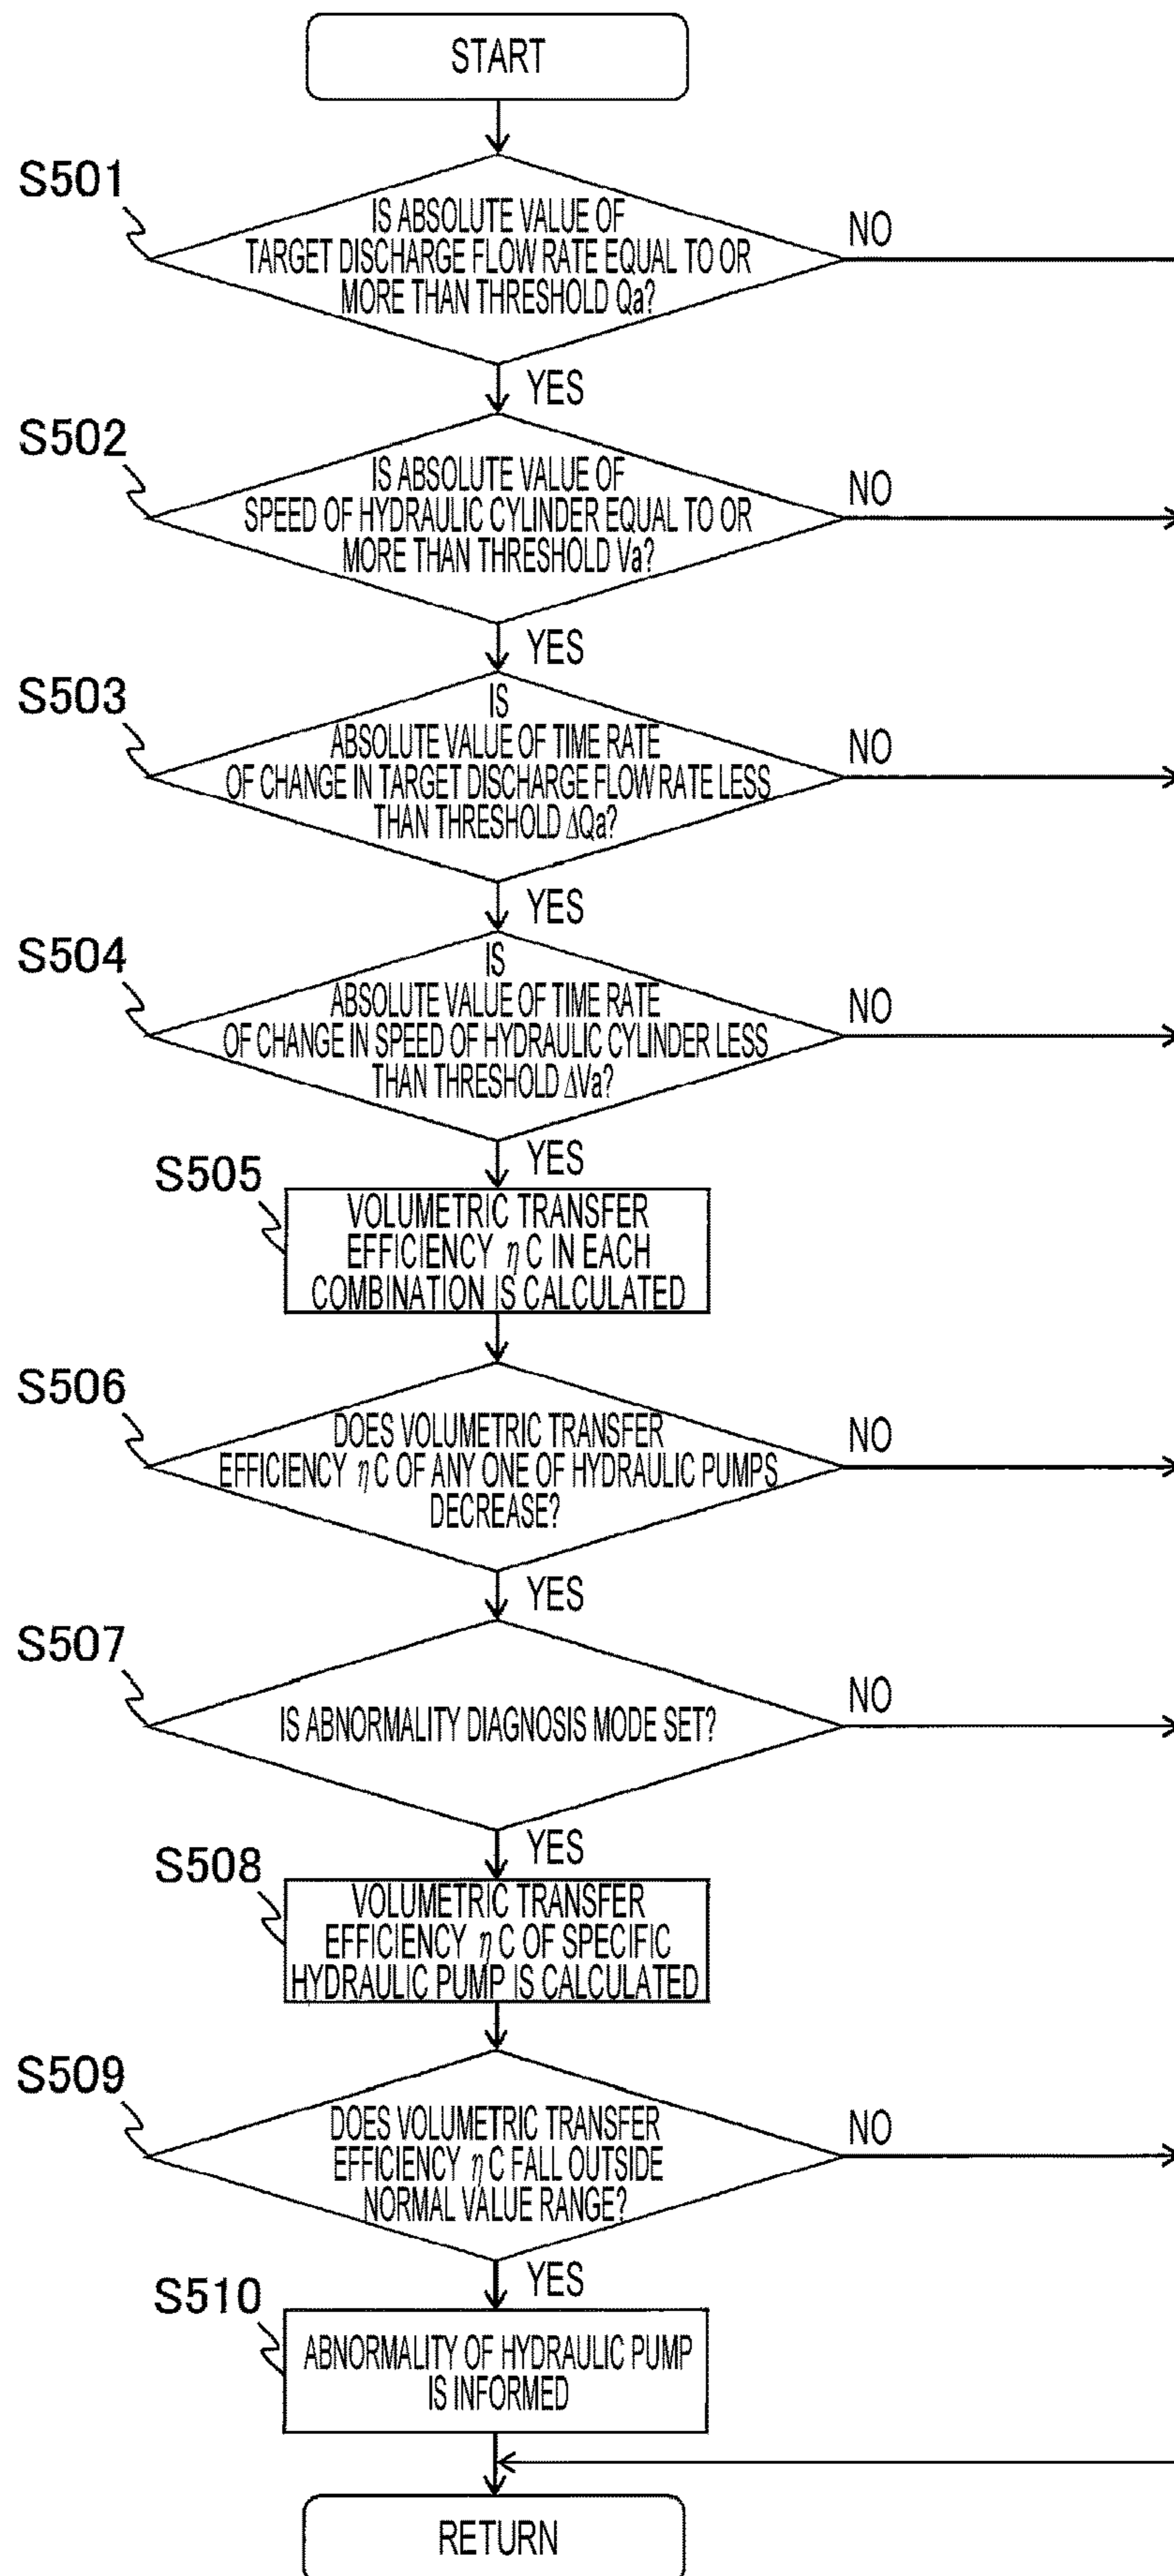 START
S501
IS ABSOLUTE VALUE OF
TARGET DISCHARGE FLOW RATE EQUAL TO OR
MORE THAN THRESHOLD Qa?
NO
YES
S502
IS ABSOLUTE VALUE OF
SPEED OF HYDRAULIC CYLINDER EQUAL TO OR
MORE THAN THRESHOLD Va?
NO
YES
S503
IS
ABSOLUTE VALUE OF TIME RATE
OF CHANGE IN TARGET DISCHARGE FLOW RATE LESS
THAN THRESHOLD ΔQa?
NO
YES
S504
IS
ABSOLUTE VALUE OF TIME RATE
OF CHANGE IN SPEED OF HYDRAULIC CYLINDER LESS
THAN THRESHOLD ΔVa?
NO
YES
S505
VOLUMETRIC TRANSFER
EFFICIENCY η C IN EACH
COMBINATION IS CALCULATED
S506
DOES VOLUMETRIC TRANSFER
EFFICIENCY η C OF ANY ONE OF HYDRAULIC PUMPS
DECREASE?
NO
YES
S507
IS ABNORMALITY DIAGNOSIS MODE SET?
NO
YES
S508
VOLUMETRIC TRANSFER
EFFICIENCY η C OF SPECIFIC
HYDRAULIC PUMP IS CALCULATED
S509
DOES VOLUMETRIC TRANSFER
EFFICIENCY η C FALL OUTSIDE
NORMAL VALUE RANGE?
NO
YES
S510
ABNORMALITY OF HYDRAULIC PUMP
IS INFORMED
RETURN